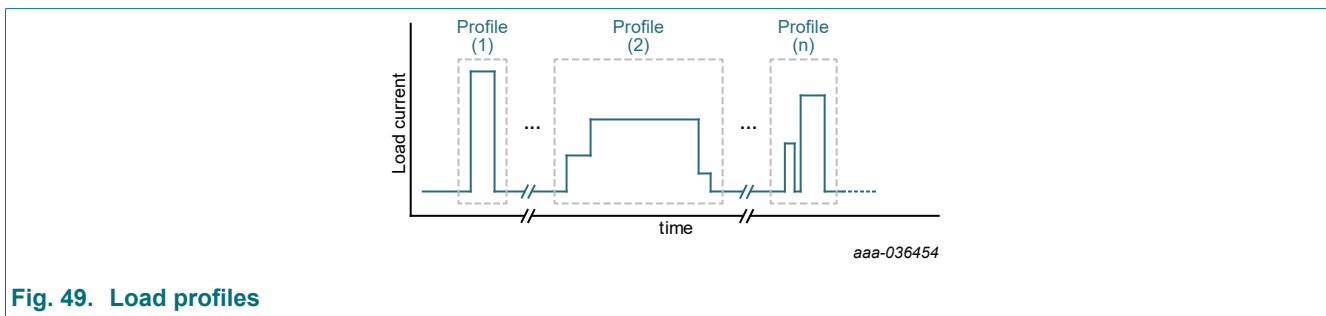 Profile
(1)
Profile
(2)
Profile
(n)
Load current
...
...
time
aaa-036454
Fig. 49. Load profiles